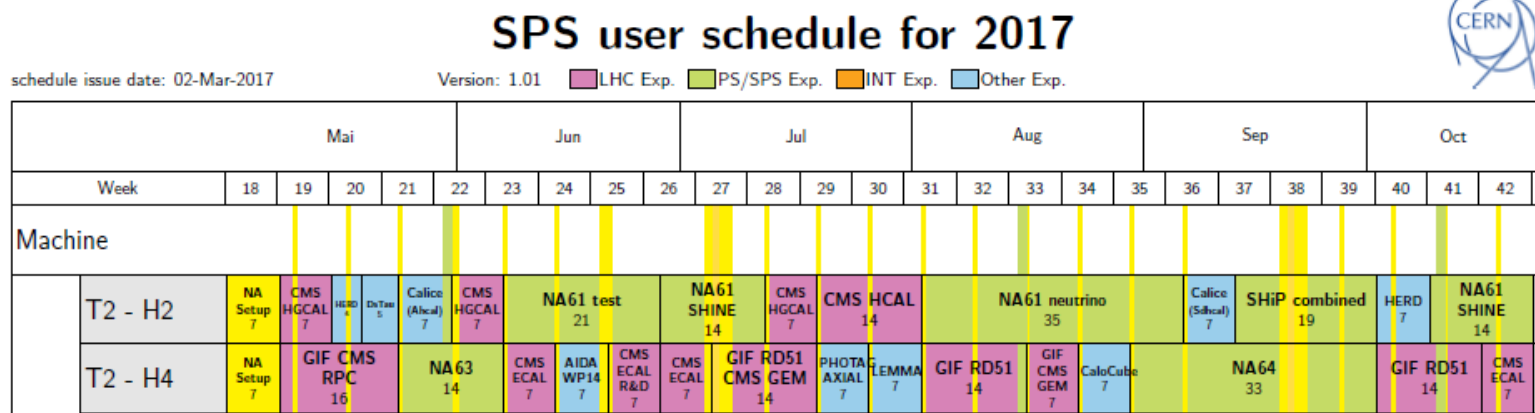 SPS user schedule for 2017
CERN
schedule issue date: 02-Mar-2017 Version: 1.01 LHC Exp. PS/SPS Exp. INT Exp. Other Exp.
Mai Jun Jul Aug Sep Oct
Week 18 19 20 21 22 23 24 25 26 27 28 29 30 31 32 33 34 35 36 37 38 39 40 41 42
Machine
T2 - H2
NA
Setup
7
CMS
HGCAL
7
HERD
DsTau
5
Calice
(Ahcal)
7
CMS
HGCAL
7
NA61 test
21
NA61
SHINE
14
CMS
HGCAL
7
CMS HCAL
14
NA61 neutrino
35
Calice
(Sdhcal)
7
SHiP combined
19
HERD
7
NA61
SHINE
14
T2 - H4
NA
Setup
7
GIF CMS
RPC
16
NA63
14
CMS
ECAL
7
AIDA
WP14
7
CMS
ECAL
R&D
7
CMS
ECAL
7
GIF RD51
CMS GEM
14
PHOTAG
AXIAL
7
LEMMA
7
GIF RD51
14
GIF
CMS
GEM
7
CaloCube
7
NA64
33
GIF RD51
14
CMS
ECAL
7